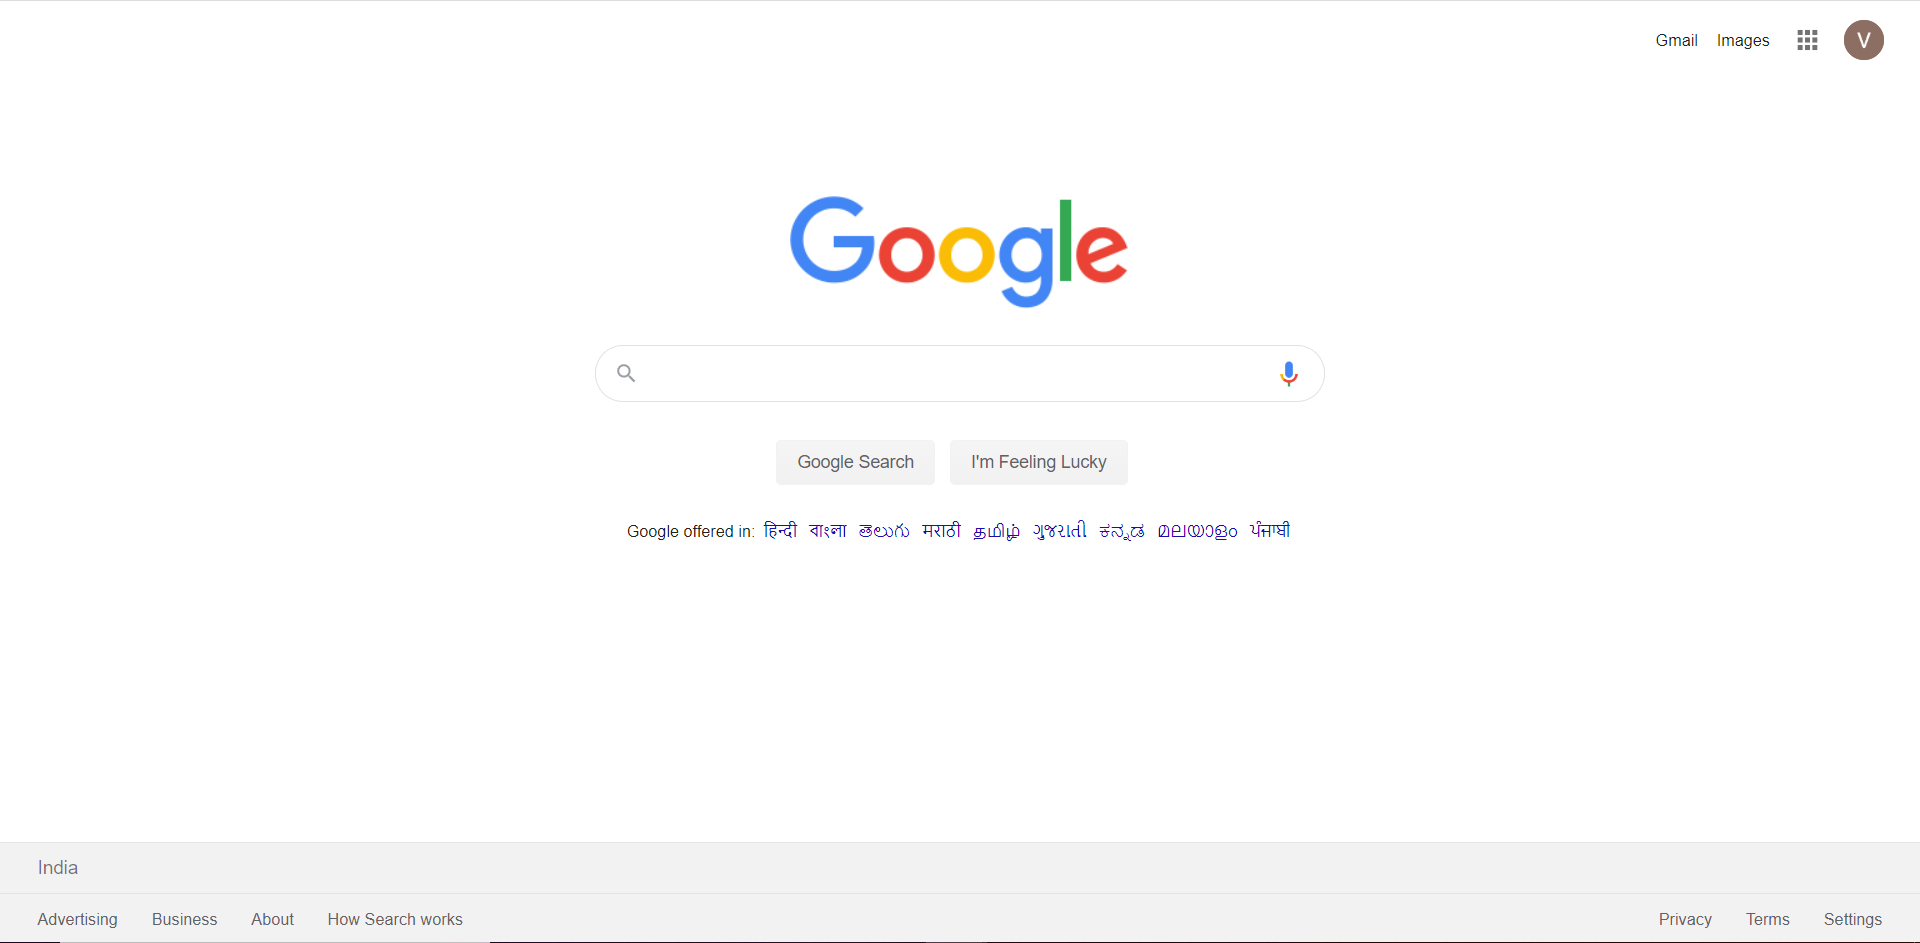 Gmail Images V
Google
Google Search I'm Feeling Lucky
Google offered in: हिन्दी বাংলা తెలుగు मराठी தமிழ் ગુજરાતી ಕನ್ನಡ മലയാളം ਪੰਜਾਬੀ
India
Advertising Business About How Search works Privacy Terms Settings